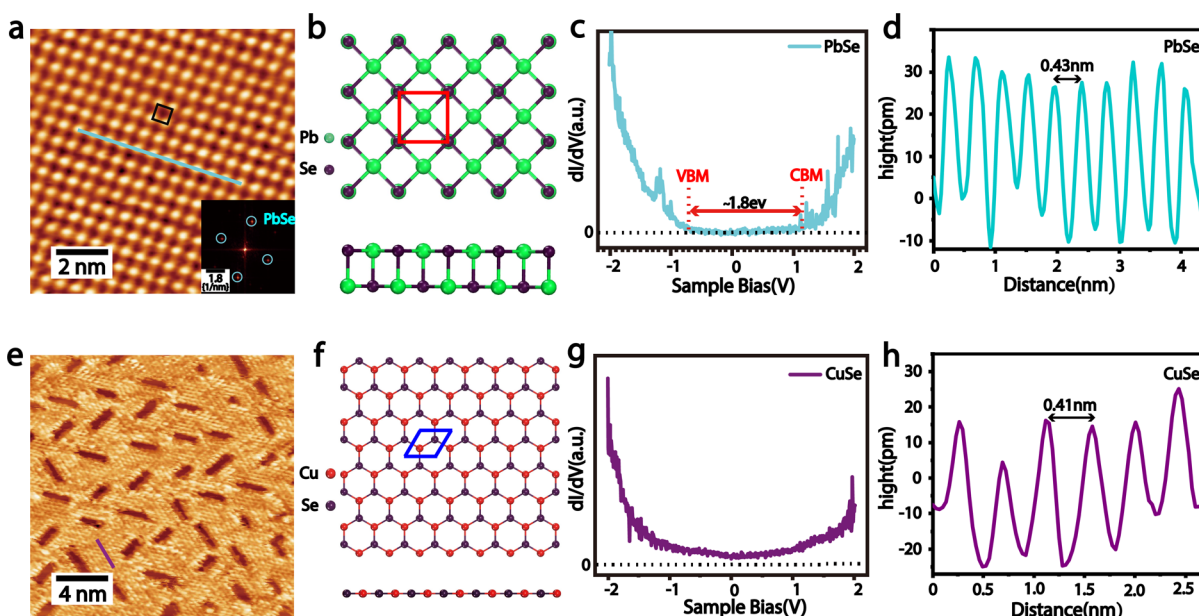 a
2 nm
PbSe
1.8
(1/nm)
b
Pb
Se
c
dI/dV(a.u.)
PbSe
VBM
CBM
~1.8ev
0
-2 -1 0 1 2
Sample Bias(V)
d
hight(pm)
PbSe
0.43nm
30
20
10
0
-10
0 1 2 3 4
Distance(nm)
e
4 nm
f
Cu
Se
g
dI/dV(a.u.)
CuSe
0
-2 -1 0 1 2
Sample Bias(V)
h
hight(pm)
CuSe
0.41nm
30
20
10
0
-10
-20
0.0 0.5 1.0 1.5 2.0 2.5
Distance(nm)